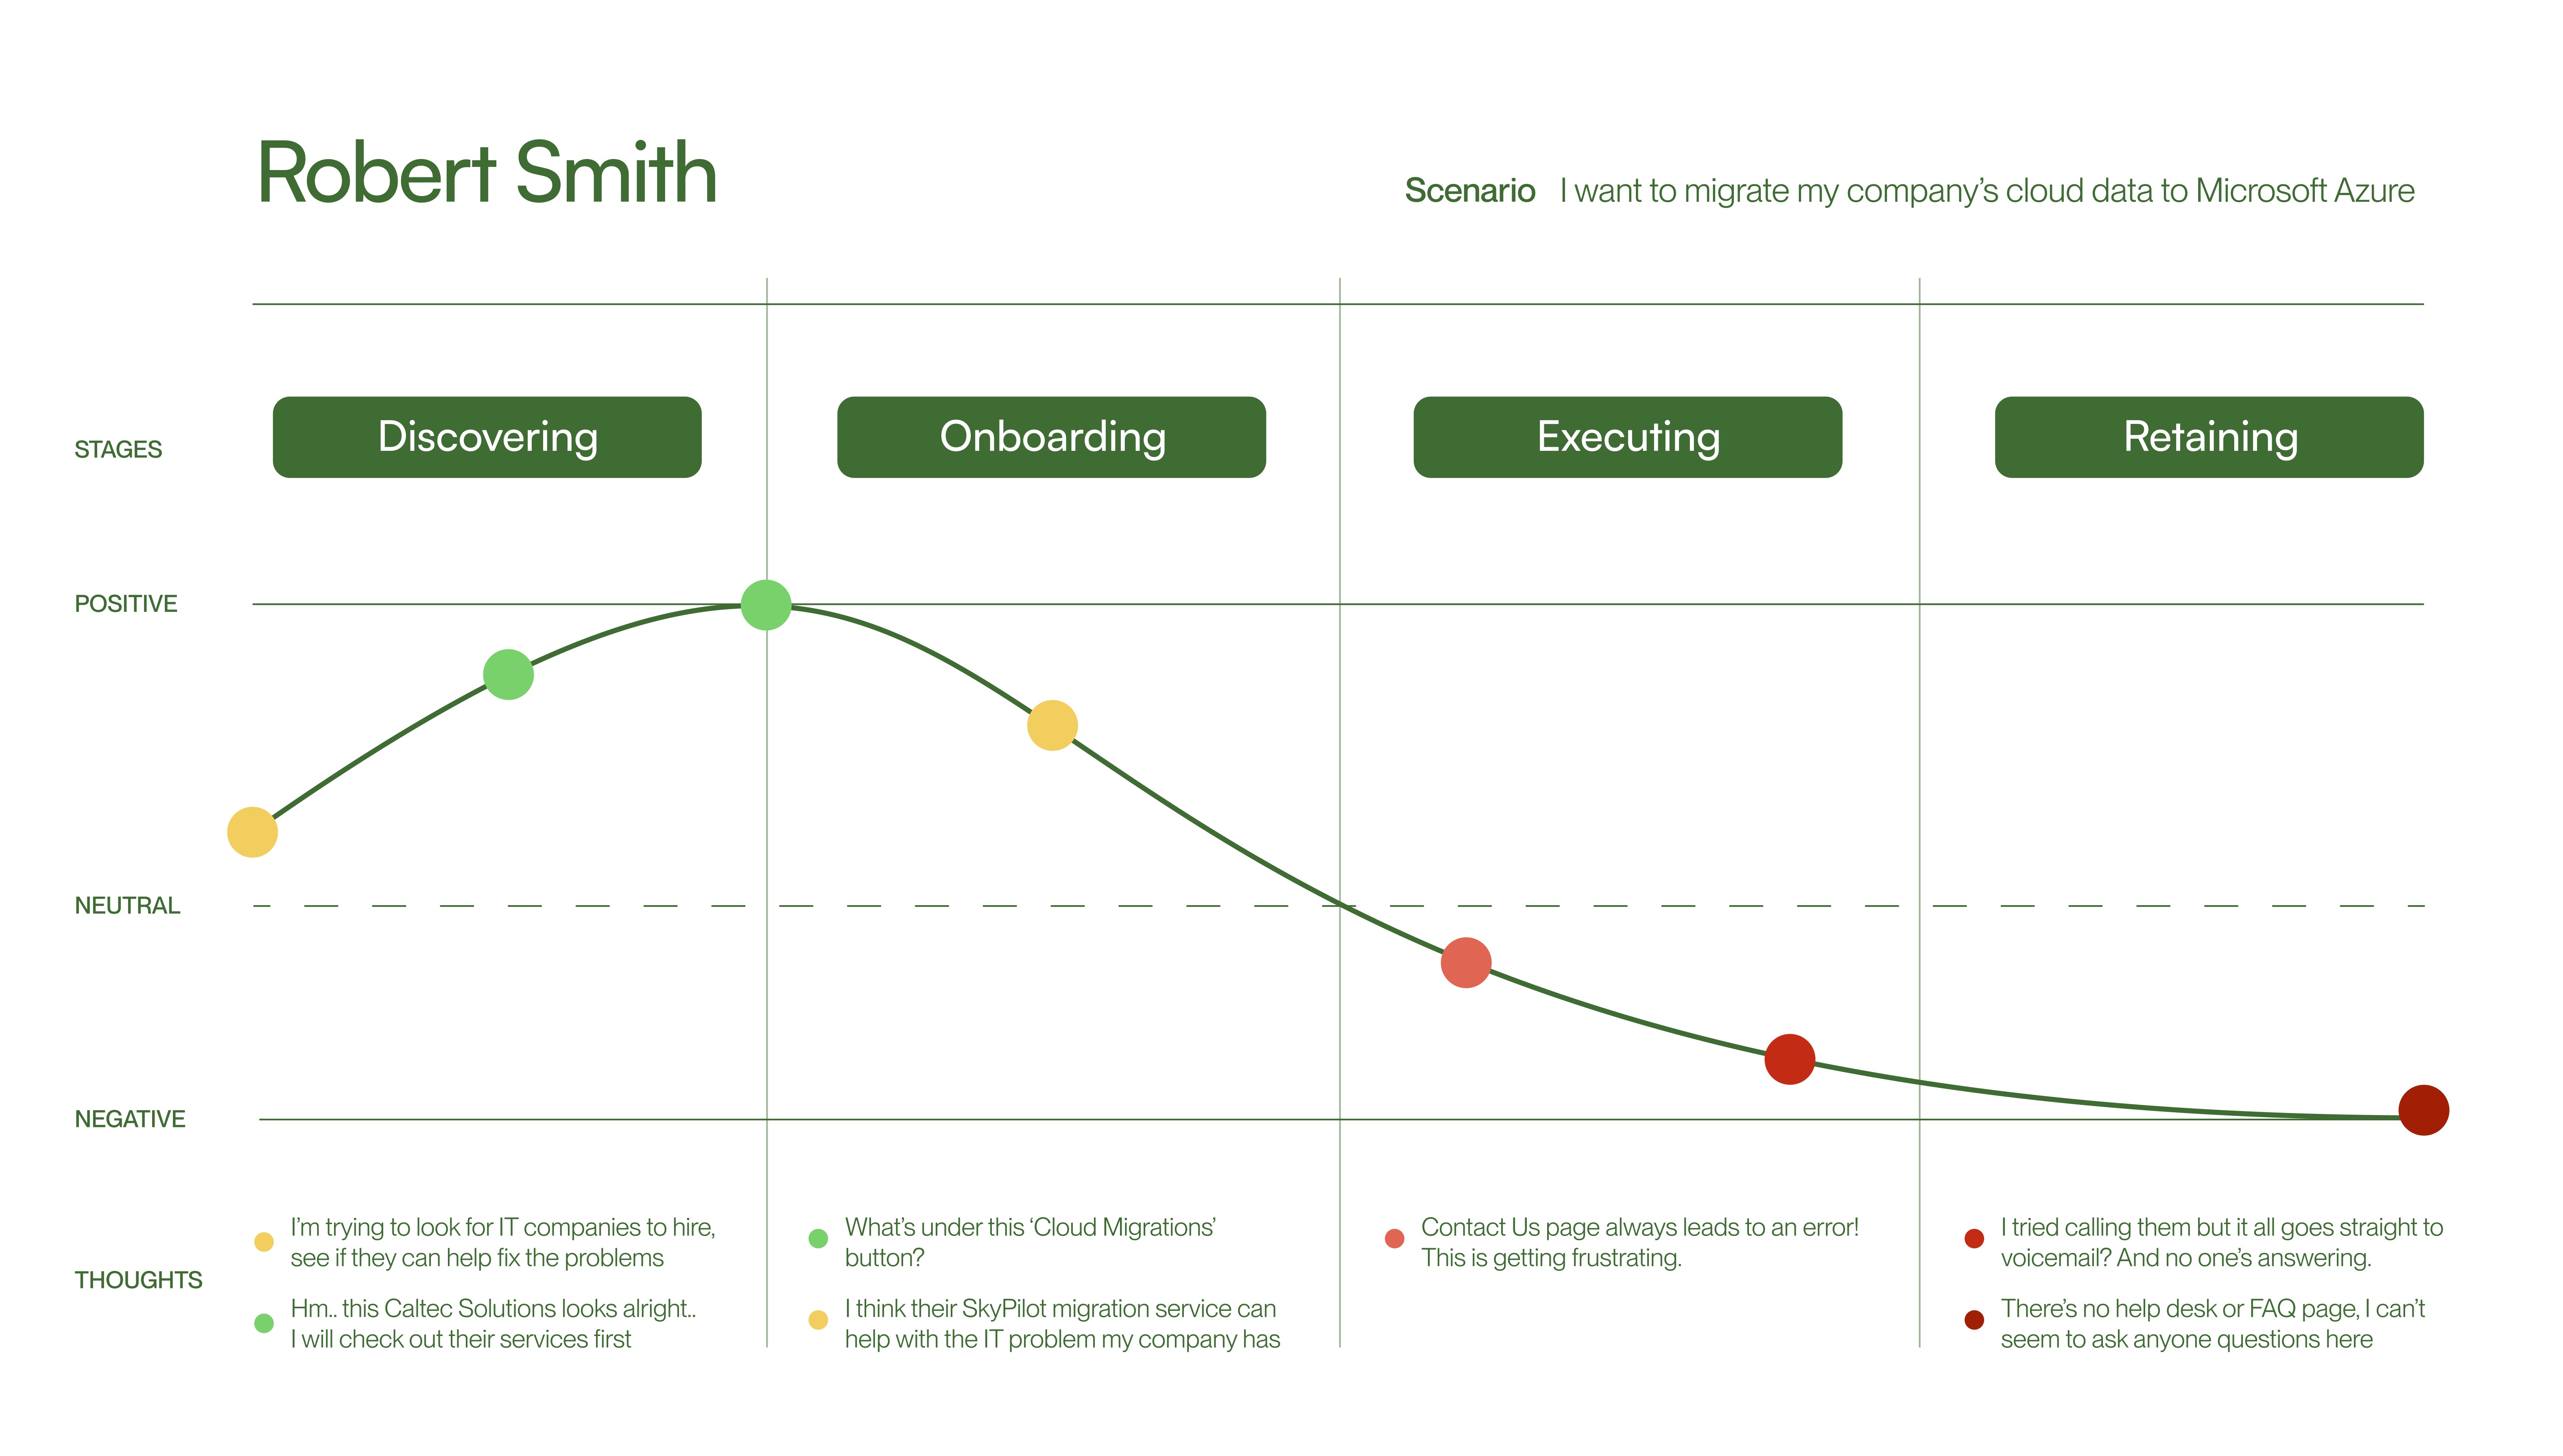 Robert Smith
Scenario I want to migrate my company’s cloud data to Microsoft Azure
STAGES
Discovering
Onboarding
Executing
Retaining
POSITIVE
NEUTRAL
NEGATIVE
THOUGHTS
I’m trying to look for IT companies to hire,
see if they can help fix the problems
Hm.. this Caltec Solutions looks alright..
I will check out their services first
What’s under this ‘Cloud Migrations’
button?
I think their SkyPilot migration service can
help with the IT problem my company has
Contact Us page always leads to an error!
This is getting frustrating.
I tried calling them but it all goes straight to
voicemail? And no one’s answering.
There’s no help desk or FAQ page, I can’t
seem to ask anyone questions here